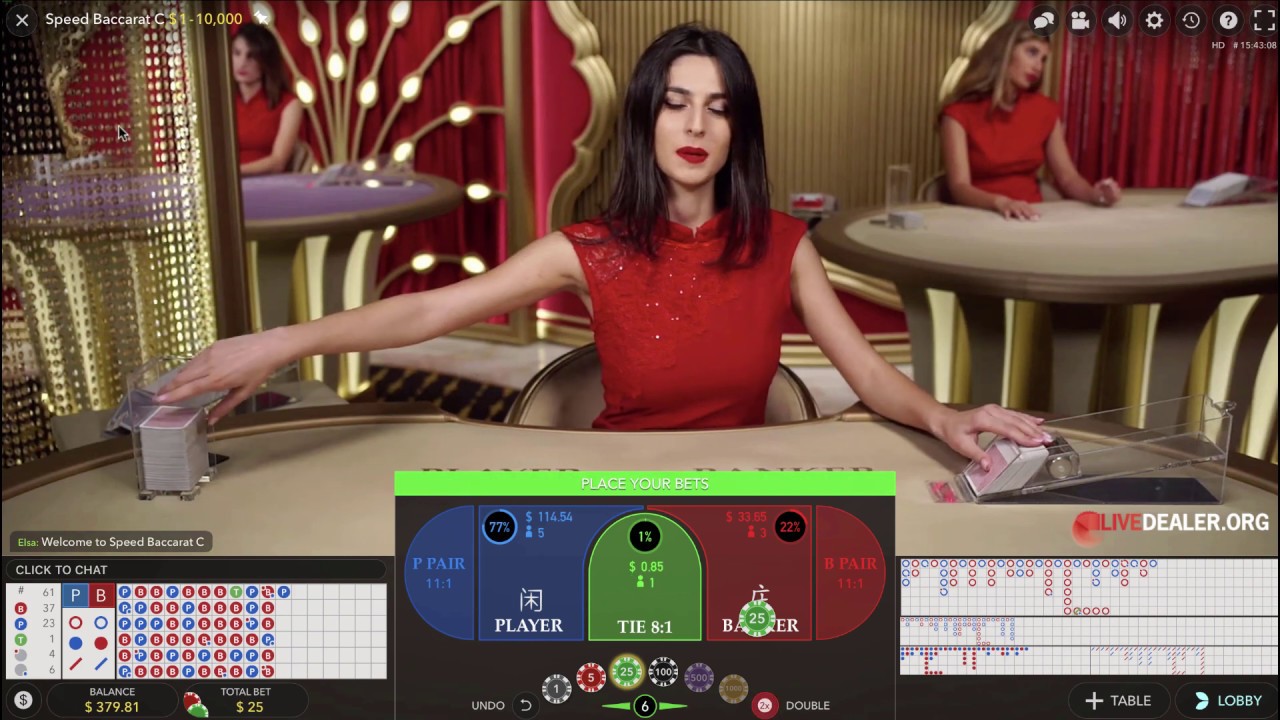 Speed Baccarat C $ 1 - 10,000
HD # 15:43:08
PLAYER BANKER
PLACE YOUR BETS
LIVEDEALER.ORG
Elsa: Welcome to Speed Baccarat C
CLICK TO CHAT
# 61
B 37
P 23
T 1
4
6
P B
P PAIR
11:1
77% $ 114.54
5
闲
PLAYER
1%
$ 0.85
1
TIE 8:1
$ 33.65 22%
3
庄
BANKER
25
B PAIR
11:1
1 5 25 100 500 1000
UNDO
6
2x DOUBLE
$
BALANCE
$ 379.81
TOTAL BET
$ 25
+ TABLE
LOBBY